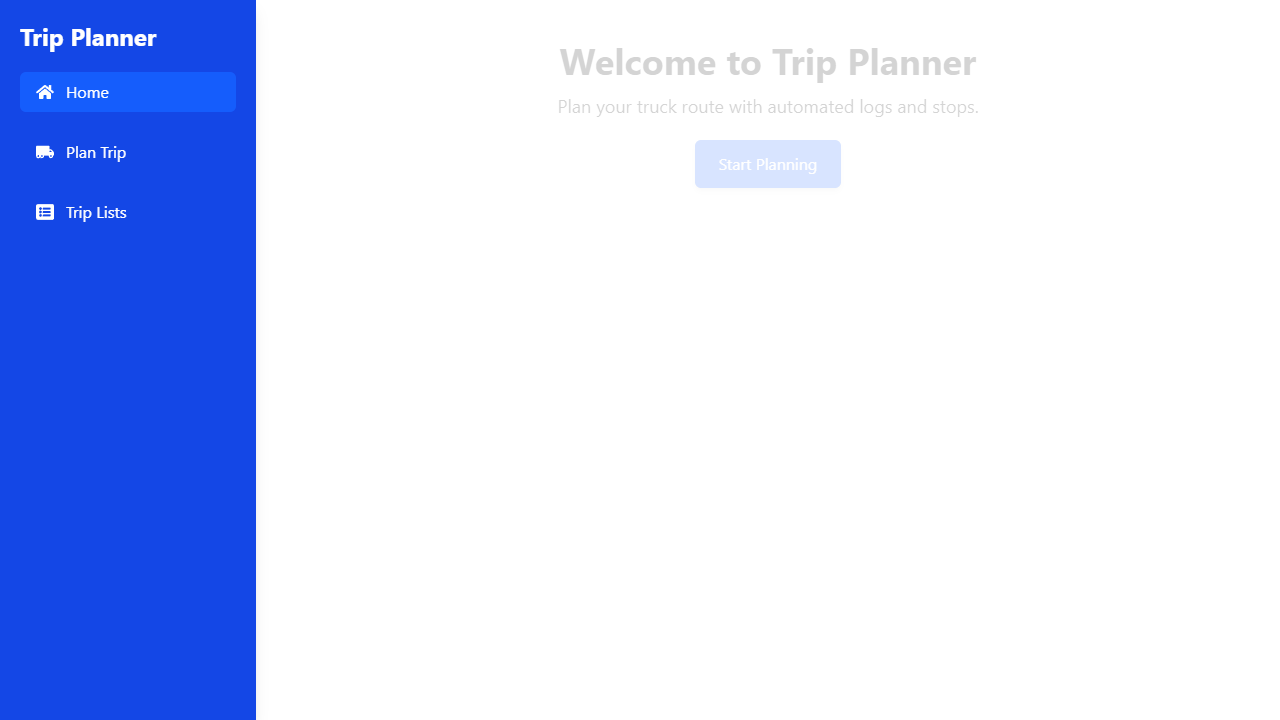 Trip Planner
Home
Plan Trip
Trip Lists
Welcome to Trip Planner
Plan your truck route with automated logs and stops.
Start Planning